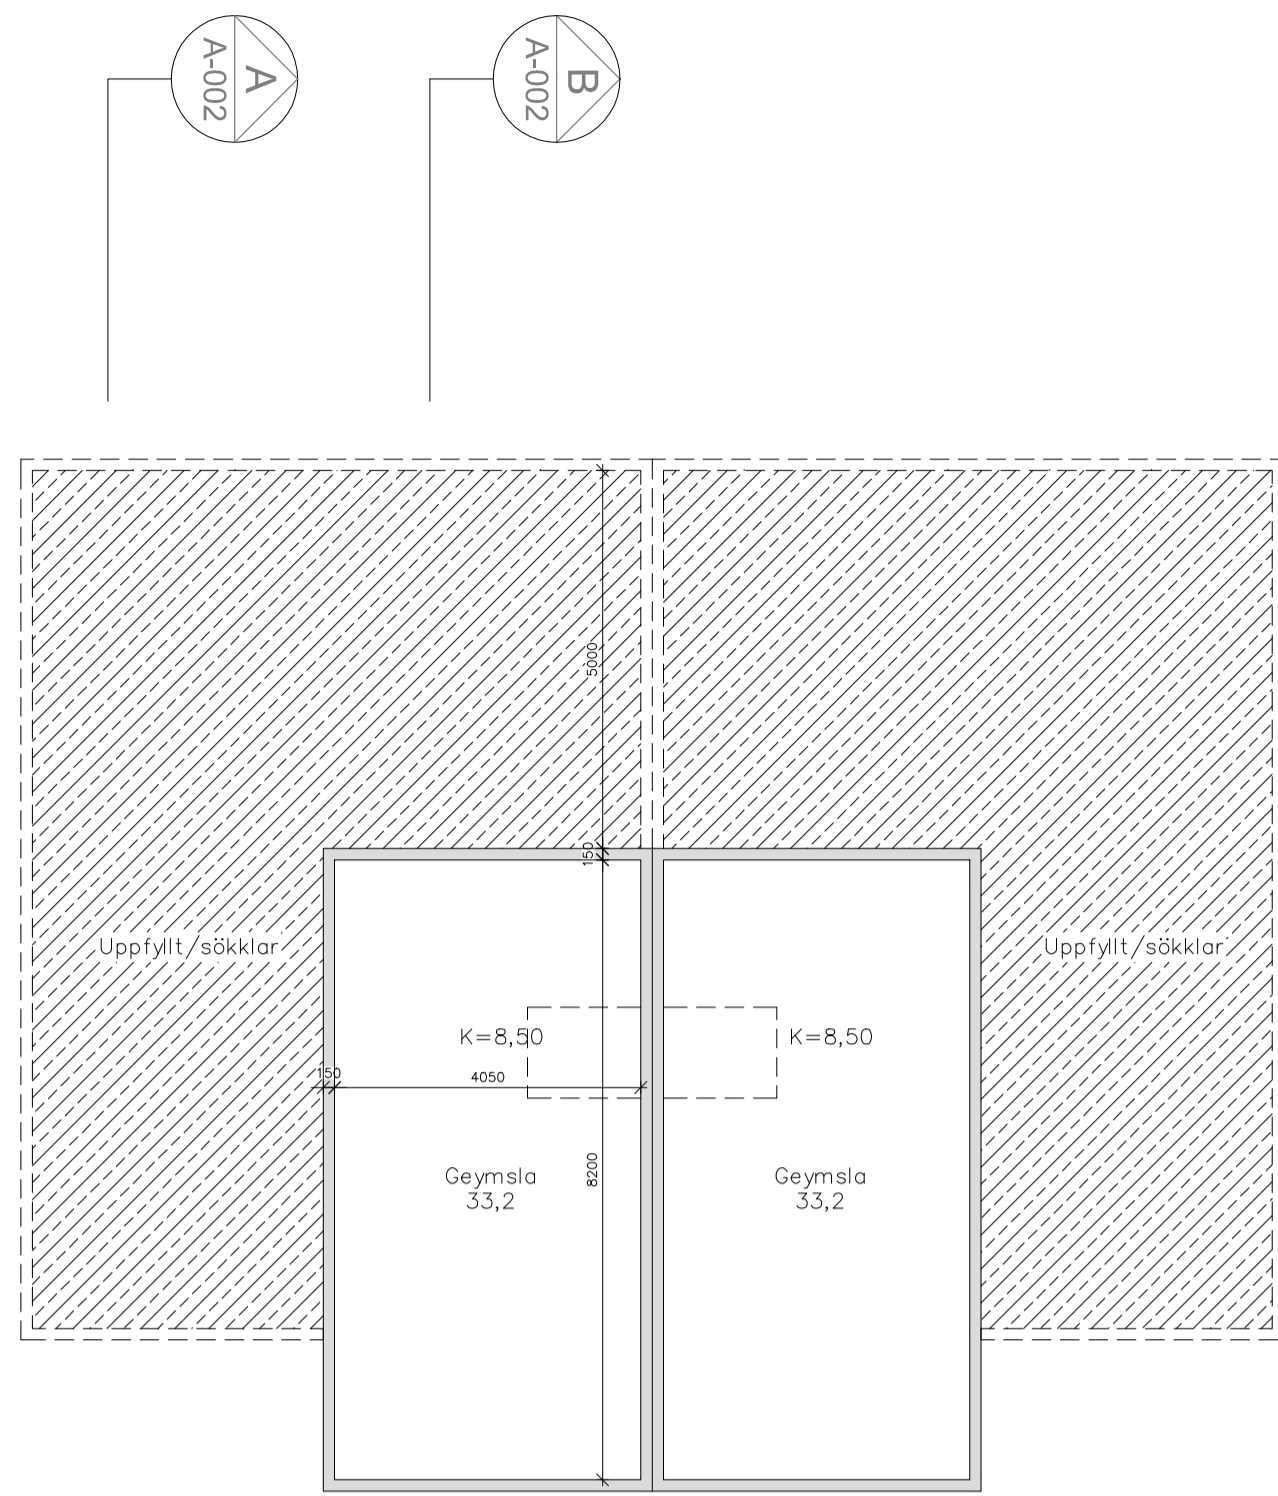 A
A-002
B
A-002
5000
150
Uppfyllt/sökklar
Uppfyllt/sökklar
K=8,50
K=8,50
150
4050
8200
Geymsla
33,2
Geymsla
33,2